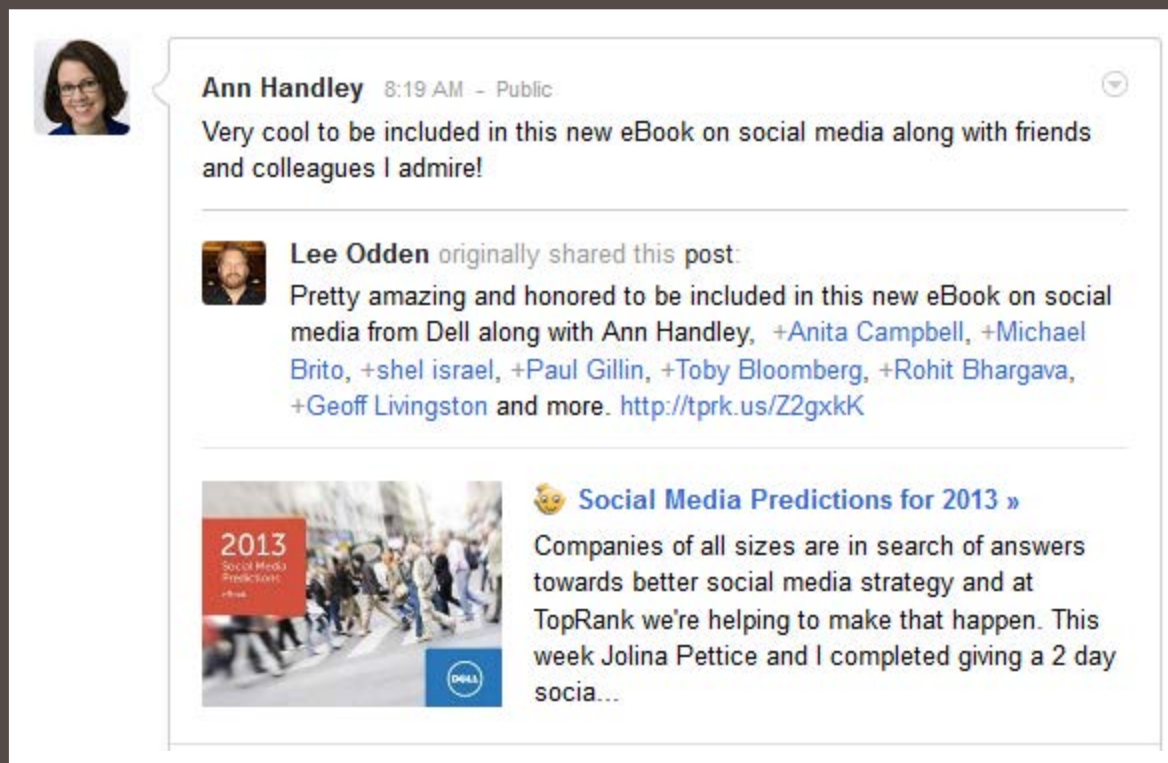 Ann Handley 8:19 AM - Public
Very cool to be included in this new eBook on social media along with friends
and colleagues I admire!
Lee Odden originally shared this post:
Pretty amazing and honored to be included in this new eBook on social
media from Dell along with Ann Handley, +Anita Campbell, +Michael
Brito, +shel israel, +Paul Gillin, +Toby Bloomberg, +Rohit Bhargava,
+Geoff Livingston and more. http://tprk.us/Z2gxkK
2013
Social Media
Predictions
eBook
DELL
Social Media Predictions for 2013 »
Companies of all sizes are in search of answers
towards better social media strategy and at
TopRank we're helping to make that happen. This
week Jolina Pettice and I completed giving a 2 day
socia...